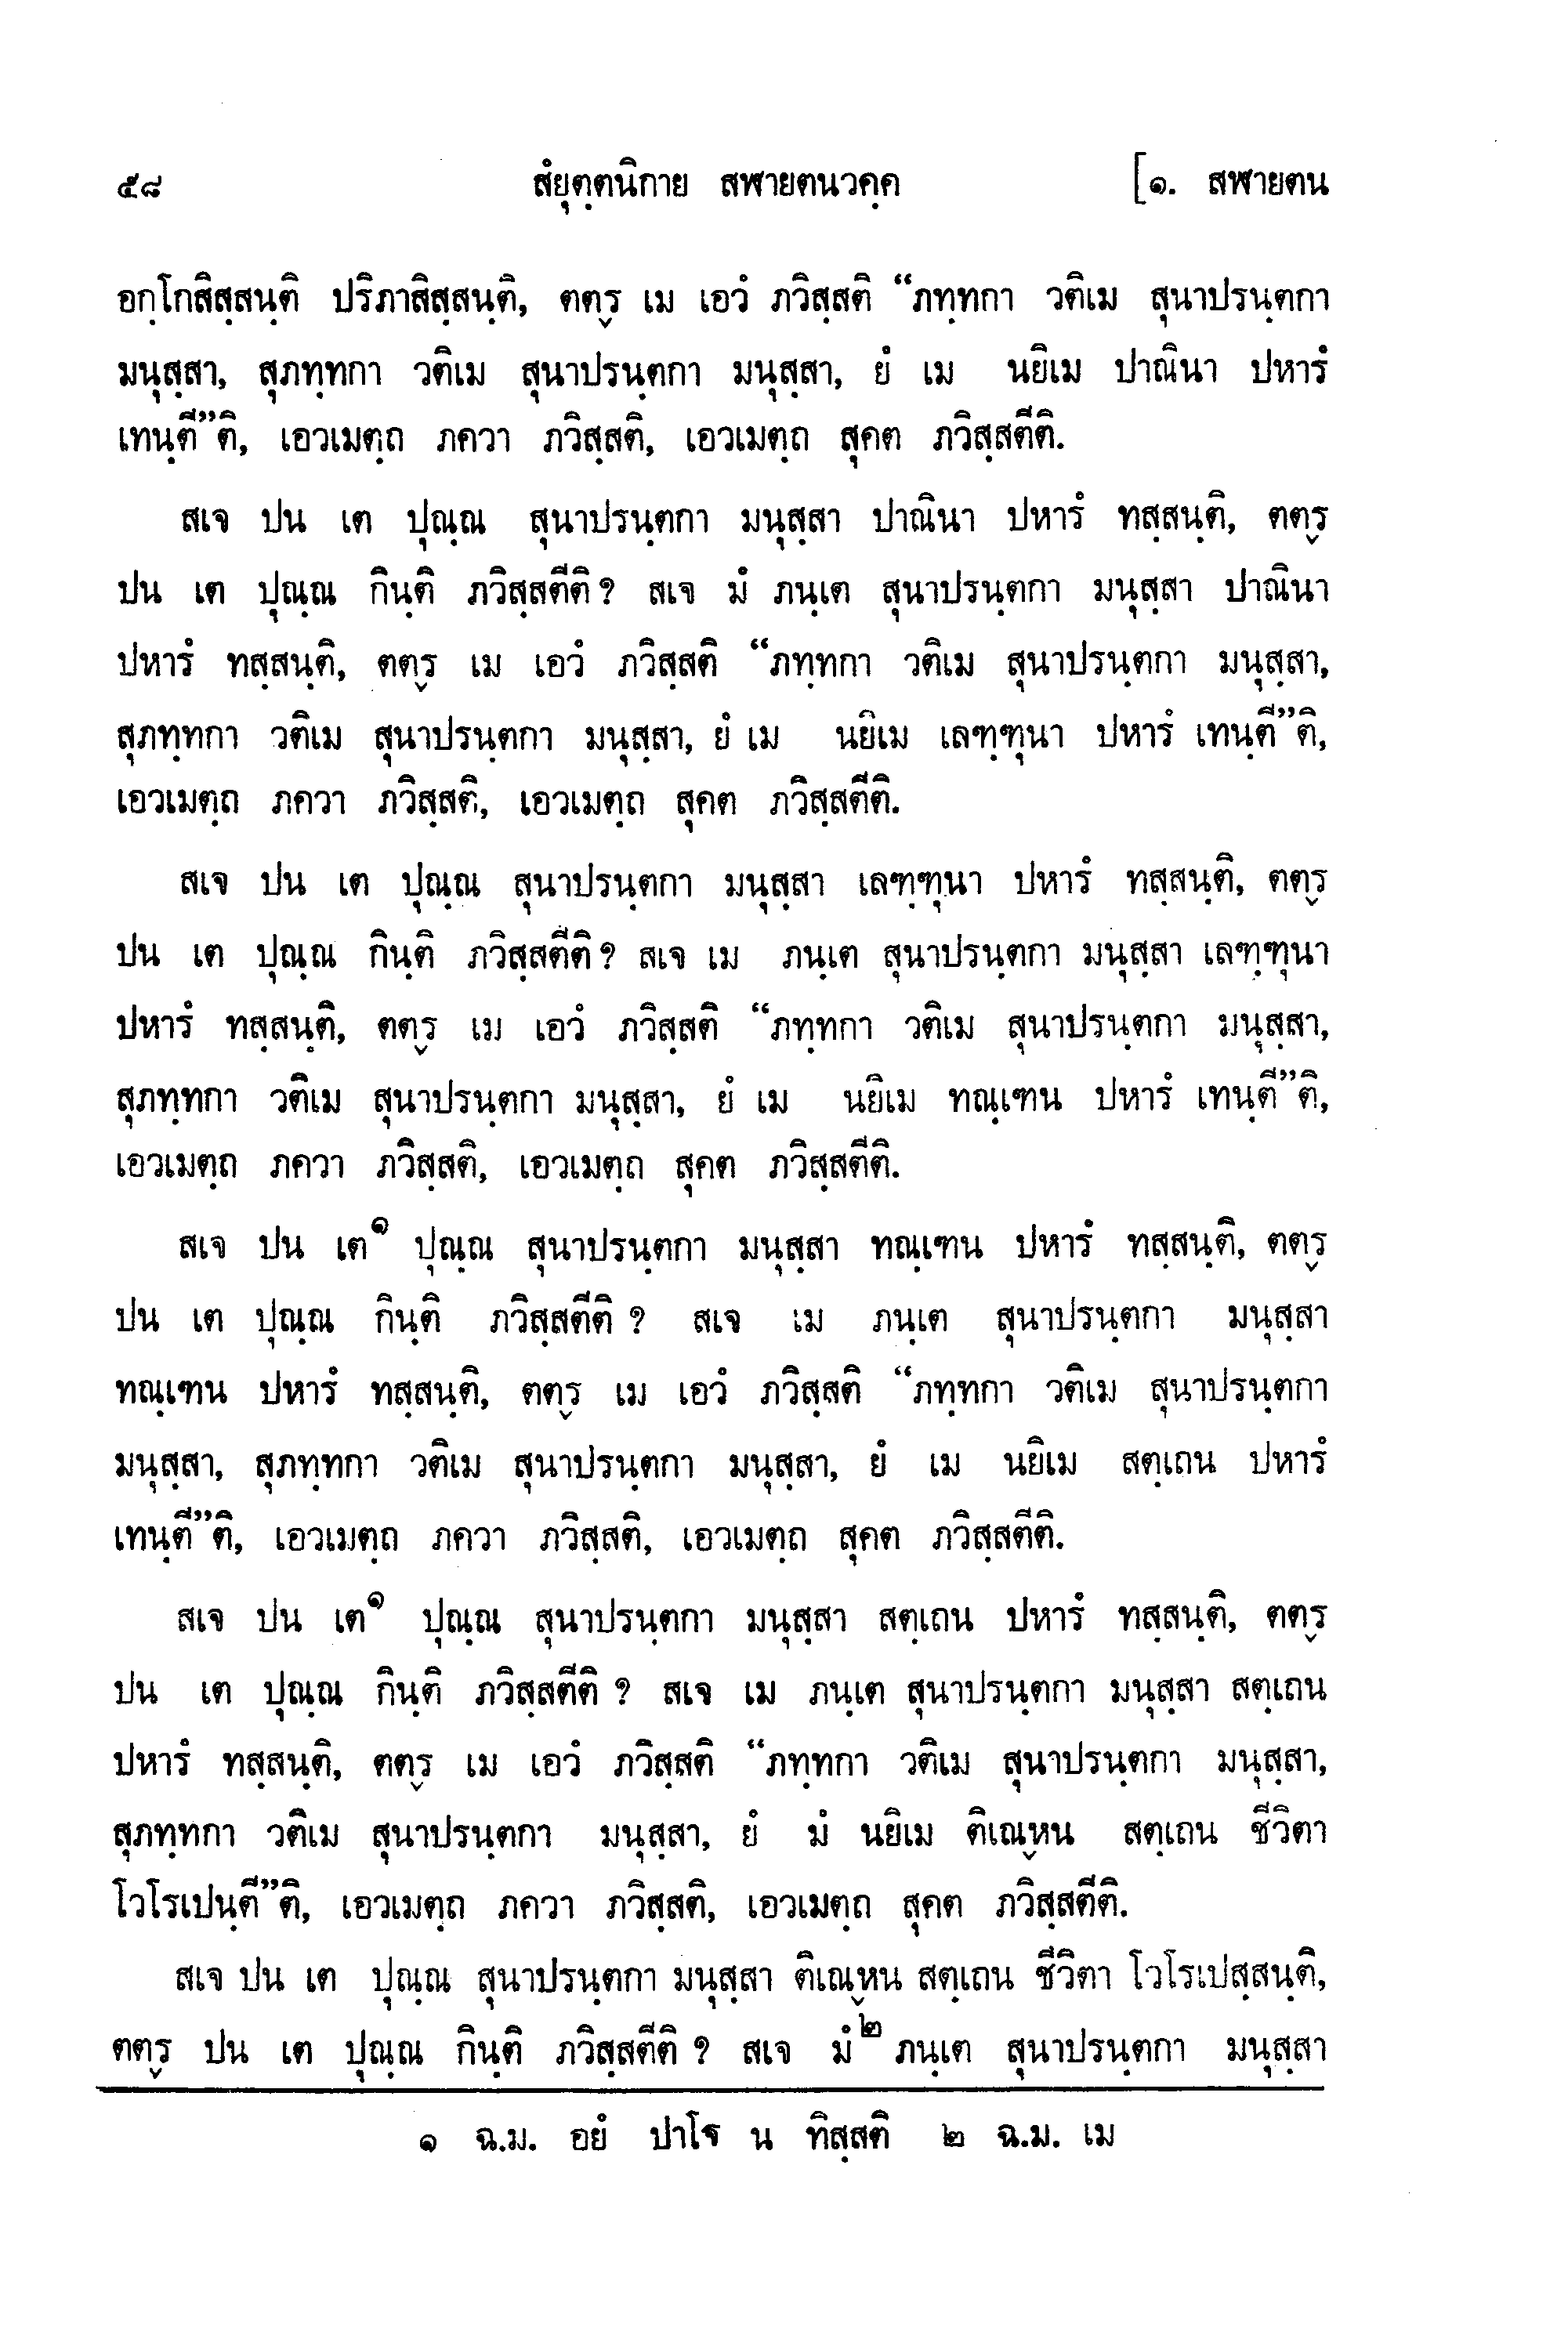 ๕๘ สํยุตฺตนิกาย สฬายตนวคฺค [๑. สฬายตน
อกฺโกสิสฺสนฺติ ปริภาสิสฺสนฺติ, ตตฺร เม เอวํ ภวิสฺสติ “ภทฺทกา วติเม สุนาปรนฺตกา
มนุสฺสา, สุภทฺทกา วติเม สุนาปรนฺตกา มนุสฺสา, ยํ เม นยิเม ปาณินา ปหารํ
เทนฺตี”ติ, เอวเมตฺถ ภควา ภวิสฺสติ, เอวเมตฺถ สุคต ภวิสฺสตีติ.
สเจ ปน เต ปุณฺณ สุนาปรนฺตกา มนุสฺสา ปาณินา ปหารํ ทสฺสนฺติ, ตตฺร
ปน เต ปุณฺณ กินฺติ ภวิสฺสตีติ? สเจ มํ ภนฺเต สุนาปรนฺตกา มนุสฺสา ปาณินา
ปหารํ ทสฺสนฺติ, ตตฺร เม เอวํ ภวิสฺสติ “ภทฺทกา วติเม สุนาปรนฺตกา มนุสฺสา,
สุภทฺทกา วติเม สุนาปรนฺตกา มนุสฺสา, ยํ เม นยิเม เลฑฺฑุนา ปหารํ เทนฺตี”ติ,
เอวเมตฺถ ภควา ภวิสฺสติ, เอวเมตฺถ สุคต ภวิสฺสตีติ.
สเจ ปน เต ปุณฺณ สุนาปรนฺตกา มนุสฺสา เลฑฺฑุนา ปหารํ ทสฺสนฺติ, ตตฺร
ปน เต ปุณฺณ กินฺติ ภวิสฺสตีติ? สเจ เม ภนฺเต สุนาปรนฺตกา มนุสฺสา เลฑฺฑุนา
ปหารํ ทสฺสนฺติ, ตตฺร เม เอวํ ภวิสฺสติ “ภทฺทกา วติเม สุนาปรนฺตกา มนุสฺสา,
สุภทฺทกา วติเม สุนาปรนฺตกา มนุสฺสา, ยํ เม นยิเม ทณฺเฑน ปหารํ เทนฺตี”ติ,
เอวเมตฺถ ภควา ภวิสฺสติ, เอวเมตฺถ สุคต ภวิสฺสตีติ.
สเจ ปน เต๑ ปุณฺณ สุนาปรนฺตกา มนุสฺสา ทณฺเฑน ปหารํ ทสฺสนฺติ, ตตฺร
ปน เต ปุณฺณ กินฺติ ภวิสฺสตีติ? สเจ เม ภนฺเต สุนาปรนฺตกา มนุสฺสา
ทณฺเฑน ปหารํ ทสฺสนฺติ, ตตฺร เม เอวํ ภวิสฺสติ “ภทฺทกา วติเม สุนาปรนฺตกา
มนุสฺสา, สุภทฺทกา วติเม สุนาปรนฺตกา มนุสฺสา, ยํ เม นยิเม สตฺเถน ปหารํ
เทนฺตี”ติ, เอวเมตฺถ ภควา ภวิสฺสติ, เอวเมตฺถ สุคต ภวิสฺสตีติ.
สเจ ปน เต๑ ปุณฺณ สุนาปรนฺตกา มนุสฺสา สตฺเถน ปหารํ ทสฺสนฺติ, ตตฺร
ปน เต ปุณฺณ กินฺติ ภวิสฺสตีติ? สเจ เม ภนฺเต สุนาปรนฺตกา มนุสฺสา สตฺเถน
ปหารํ ทสฺสนฺติ, ตตฺร เม เอวํ ภวิสฺสติ “ภทฺทกา วติเม สุนาปรนฺตกา มนุสฺสา,
สุภทฺทกา วติเม สุนาปรนฺตกา มนุสฺสา, ยํ มํ นยิเม ติเณฺหน สตฺเถน ชีวิตา
โวโรเปนฺตี”ติ, เอวเมตฺถ ภควา ภวิสฺสติ, เอวเมตฺถ สุคต ภวิสฺสตีติ.
สเจ ปน เต ปุณฺณ สุนาปรนฺตกา มนุสฺสา ติเณฺหน สตฺเถน ชีวิตา โวโรเปสฺสนฺติ,
ตตฺร ปน เต ปุณฺณ กินฺติ ภวิสฺสตีติ? สเจ มํ๒ ภนฺเต สุนาปรนฺตกา มนุสฺสา
๑ ฉ.ม. อยํ ปาโฐ น ทิสฺสติ ๒ ฉ.ม. เม